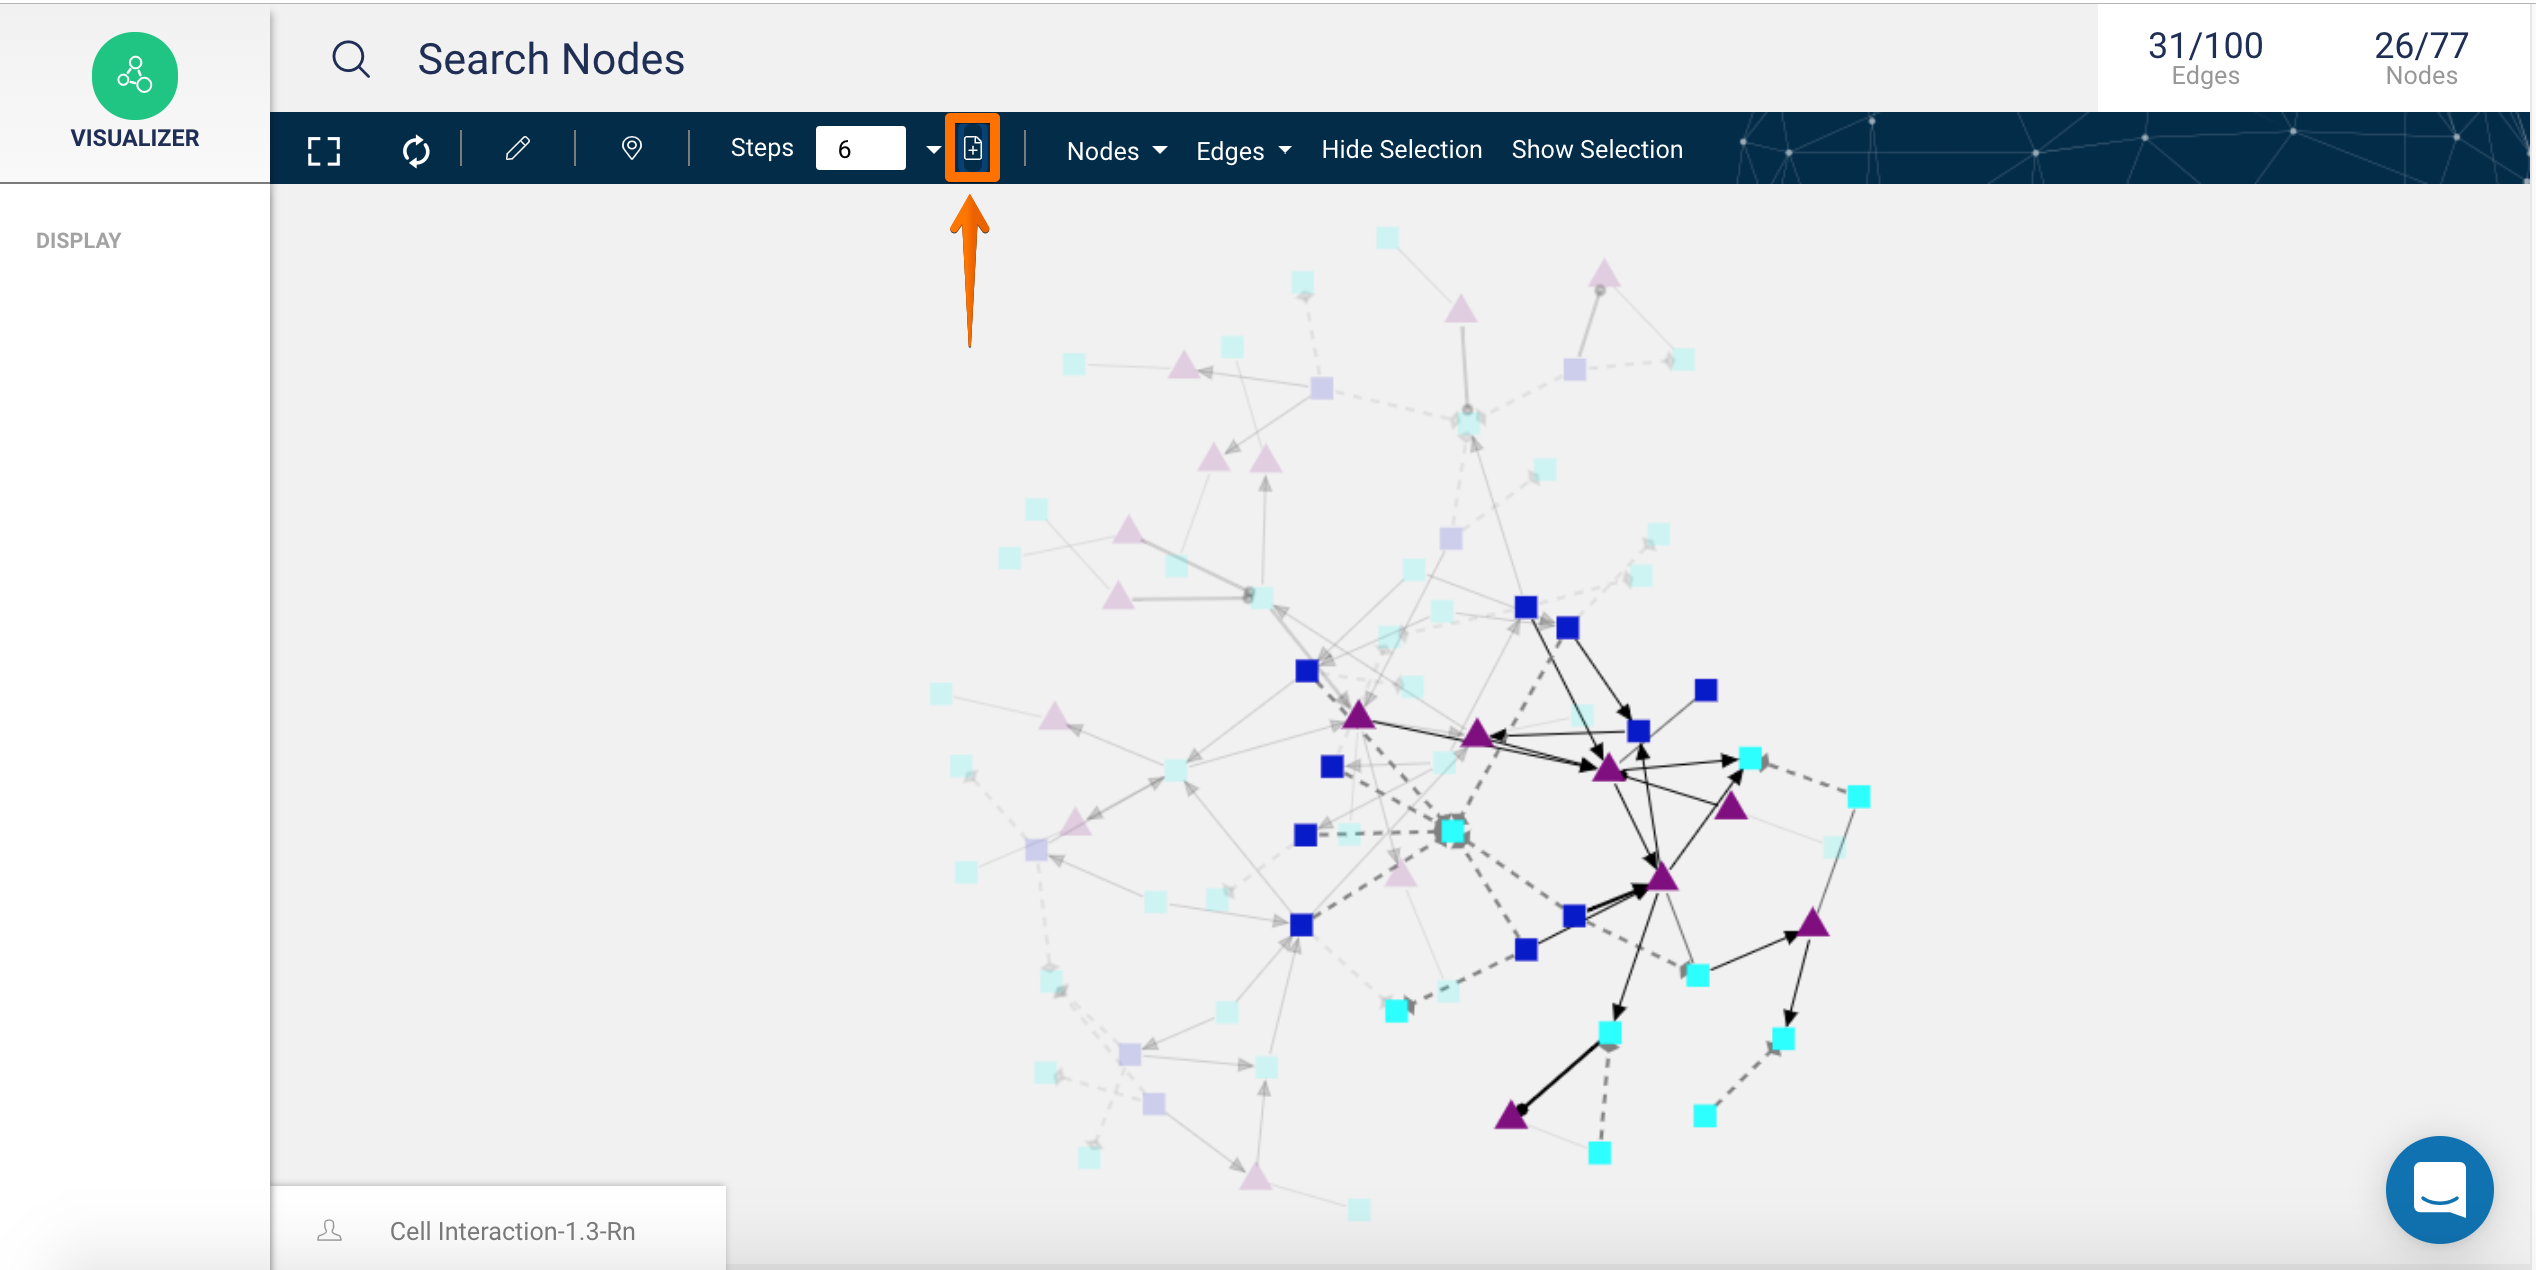 VISUALIZER
Search Nodes
31/100
Edges
26/77
Nodes
Steps 6 Nodes Edges Hide Selection Show Selection
DISPLAY
Cell Interaction-1.3-Rn